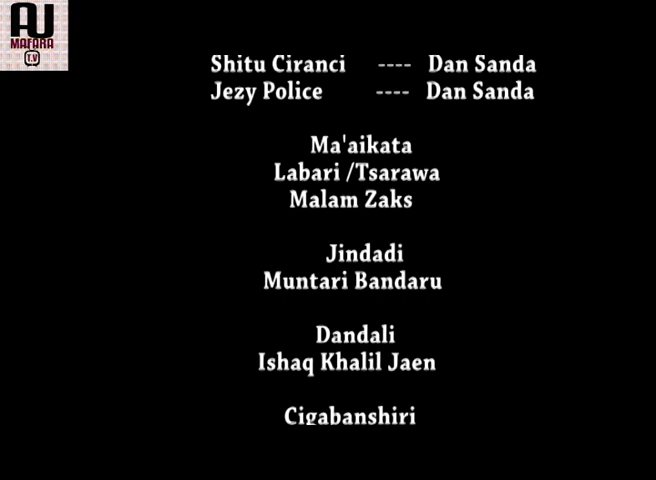 AJ
MAFARA
T.V
Shitu Ciranci ---- Dan Sanda
Jezy Police ---- Dan Sanda
Ma'aikata
Labari /Tsarawa
Malam Zaks
Jindadi
Muntari Bandaru
Dandali
Ishaq Khalil Jaen
Cigabanshiri